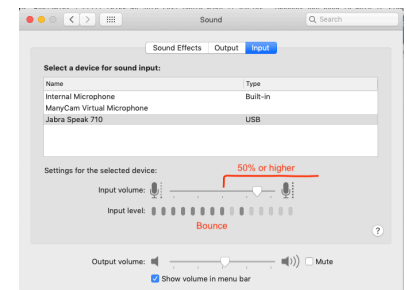 Sound
Search
Sound Effects Output Input
Select a device for sound input:
Name Type
Internal Microphone Built-in
ManyCam Virtual Microphone
Jabra Speak 710 USB
Settings for the selected device:
50% or higher
Input volume:
Input level:
Bounce
?
Output volume: Mute
Show volume in menu bar